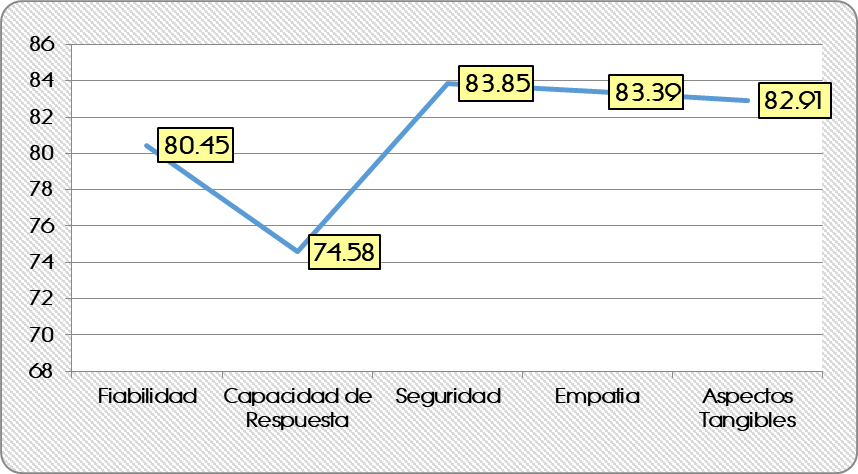 86
84
82
80
78
76
74
72
70
68
80.45
74.58
83.85
83.39
82.91
Fiabilidad
Capacidad de
Respuesta
Seguridad
Empatia
Aspectos
Tangibles